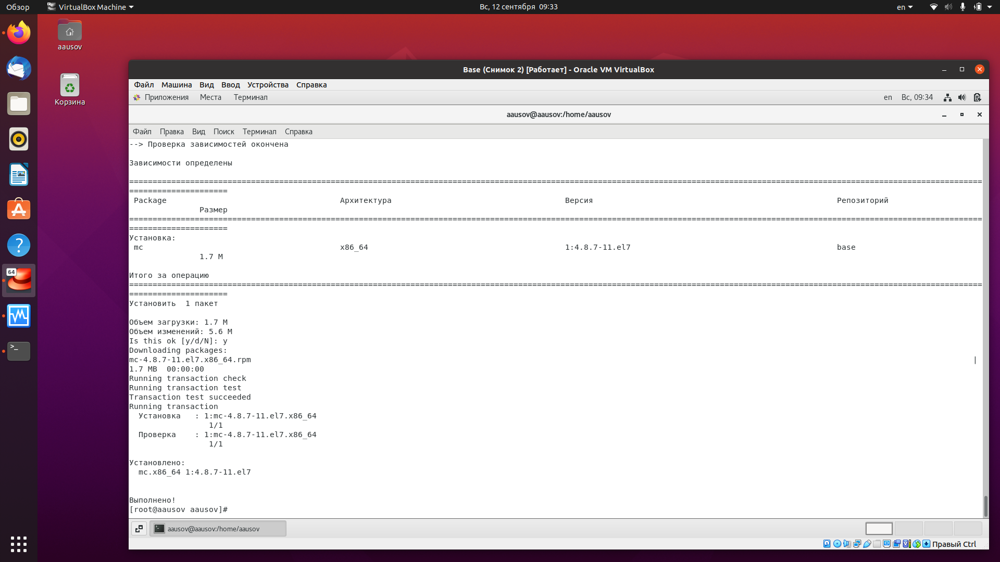 Обзор
VirtualBox Machine
Вс, 12 сентября 09:33
en
aausov
Корзина
64
Base (Снимок 2) [Работает] - Oracle VM VirtualBox
Файл Машина Вид Ввод Устройства Справка
Приложения Места Терминал
en Вс, 09:34
aausov@aausov:/home/aausov
Файл Правка Вид Поиск Терминал Справка
--> Проверка зависимостей окончена
Зависимости определены
================================================================================
=====================
Package Архитектура Версия Репозиторий
Размер
================================================================================
=====================
Установка:
mc x86_64 1:4.8.7-11.el7 base
1.7 M
Итого за операцию
================================================================================
=====================
Установить  1 пакет
Объем загрузки: 1.7 M
Объем изменений: 5.6 M
Is this ok [y/d/N]: y
Downloading packages:
mc-4.8.7-11.el7.x86_64.rpm |
1.7 MB  00:00:00
Running transaction check
Running transaction test
Transaction test succeeded
Running transaction
Установка   : 1:mc-4.8.7-11.el7.x86_64
1/1
Проверка    : 1:mc-4.8.7-11.el7.x86_64
1/1
Установлено:
mc.x86_64 1:4.8.7-11.el7
Выполнено!
[root@aausov aausov]#
aausov@aausov:/home/aausov
Правый Ctrl